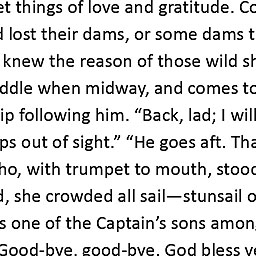 et things of love and gratitude. Co
lost their dams, or some dams t
knew the reason of those wild sh
ddle when midway, and comes to
ip following him. “Back, lad; I wil
ps out of sight.” “He goes aft. Tha
ho, with trumpet to mouth, stood
, she crowded all sail—stunsail o
s one of the Captain’s sons amon
Good-bye, good-bye. God bless y